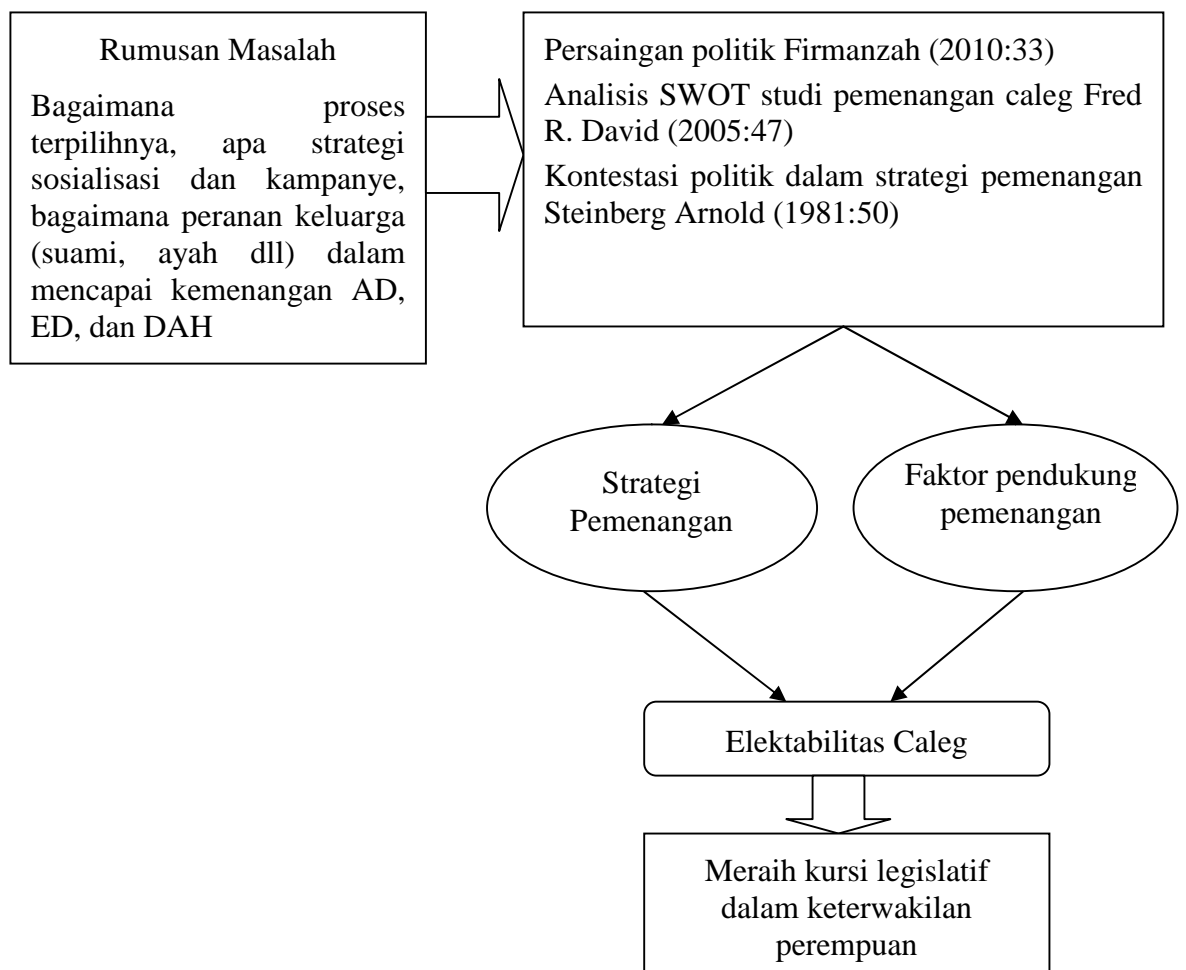 Rumusan Masalah
Bagaimana proses
terpilihnya, apa strategi
sosialisasi dan kampanye,
bagaimana peranan keluarga
(suami, ayah dll) dalam
mencapai kemenangan AD,
ED, dan DAH
Persaingan politik Firmanzah (2010:33)
Analisis SWOT studi pemenangan caleg Fred
R. David (2005:47)
Kontestasi politik dalam strategi pemenangan
Steinberg Arnold (1981:50)
Strategi
Pemenangan
Faktor pendukung
pemenangan
Elektabilitas Caleg
Meraih kursi legislatif
dalam keterwakilan
perempuan